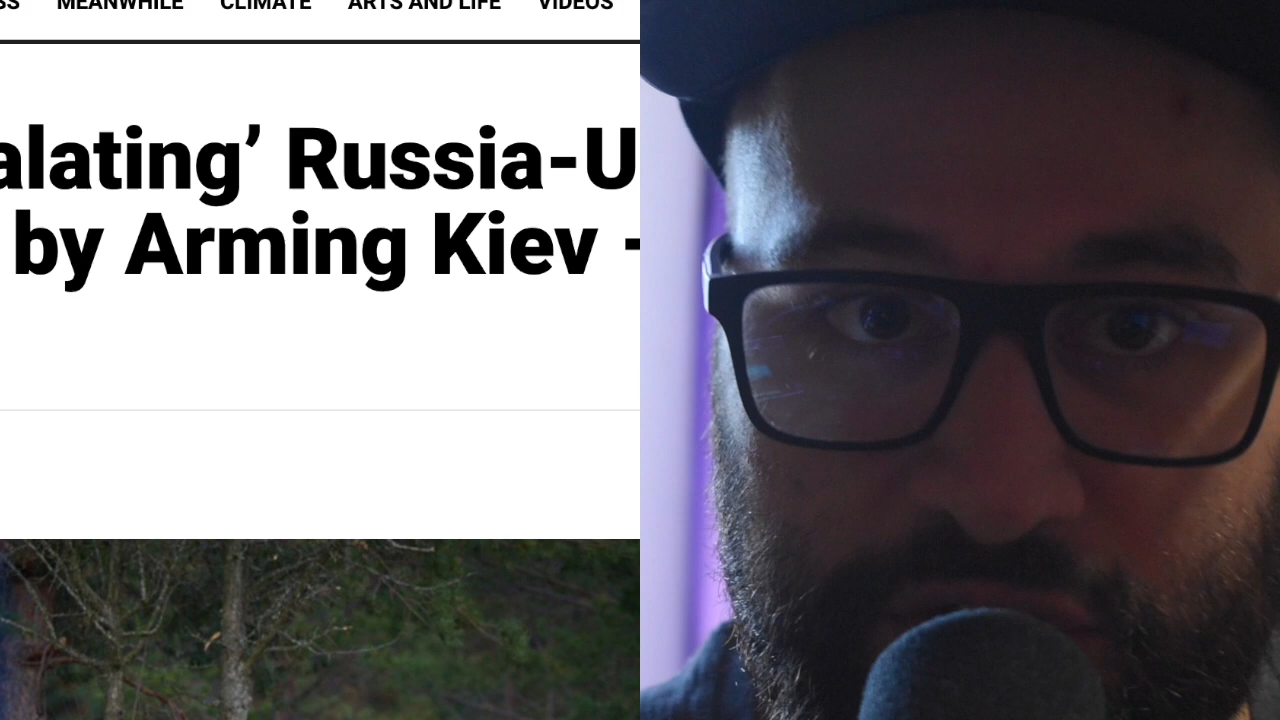 MEANWHILE CLIMATE ARTS AND LIFE VIDEOS
alating’ Russia-U
by Arming Kiev